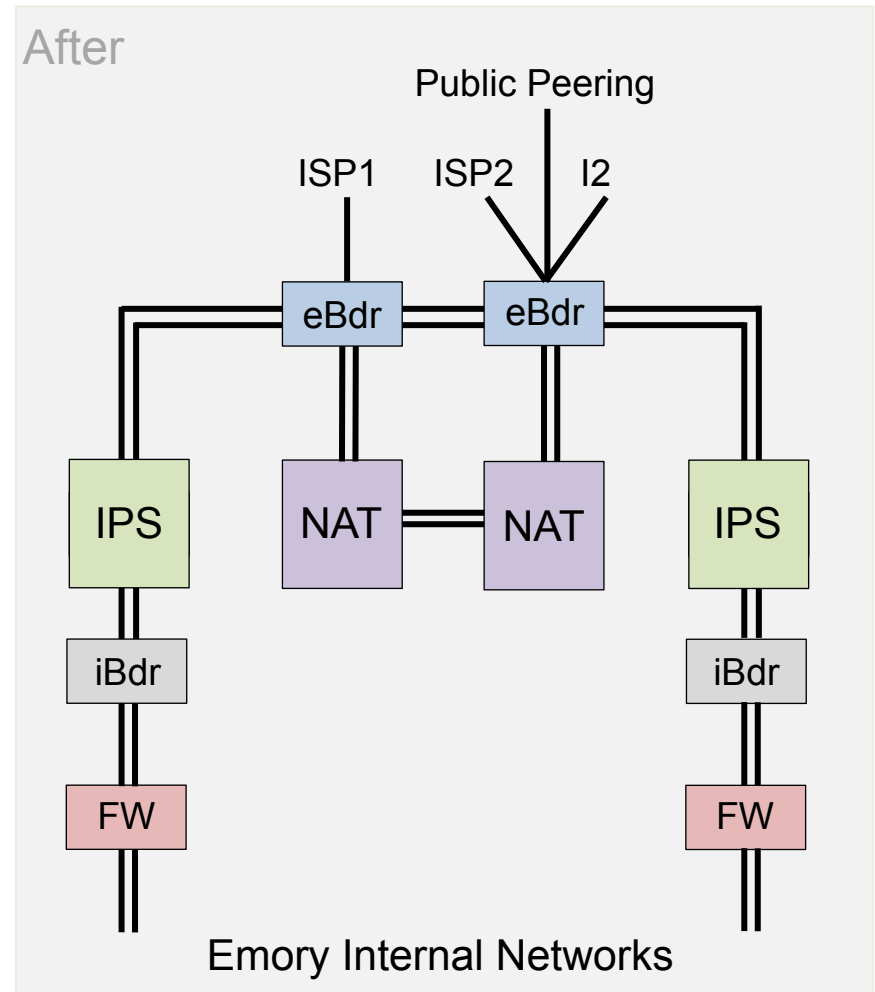 After
Public Peering
ISP1 ISP2 I2
eBdr eBdr
IPS NAT NAT IPS
iBdr iBdr
FW FW
Emory Internal Networks